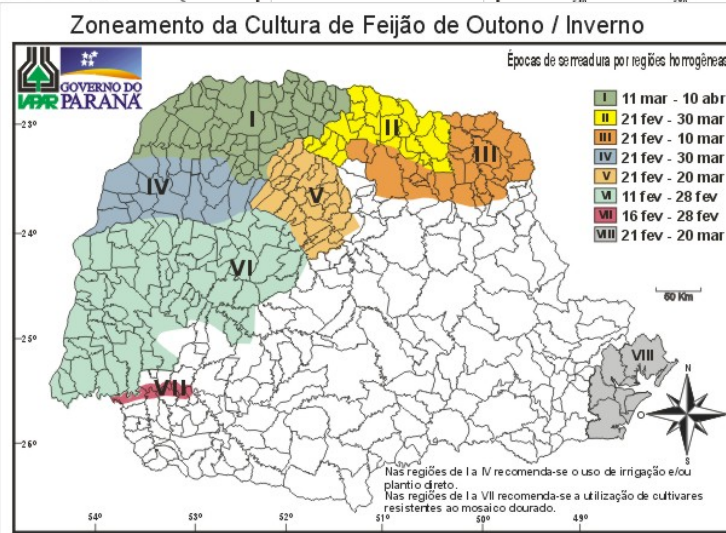 Zoneamento da Cultura de Feijão de Outono / Inverno
IAPAR
GOVERNO DO
PARANÁ
Épocas de semeadura por regiões homogêneas
I 11 mar - 10 abr
II 21 fev - 30 mar
III 21 fev - 10 mar
IV 21 fev - 30 mar
V 21 fev - 20 mar
VI 11 fev - 28 fev
VII 16 fev - 28 fev
VIII 21 fev - 20 mar
60 Km
I
II
III
IV
V
VI
VII
VIII
-23°
-24°
-25°
-26°
N
O
S
Nas regiões de I a IV recomenda-se o uso de irrigação e/ou
plantio direto.
Nas regiões de I a VII recomenda-se a utilização de cultivares
resistentes ao mosaico dourado.
54° 53° 52° 51° 50° 49°